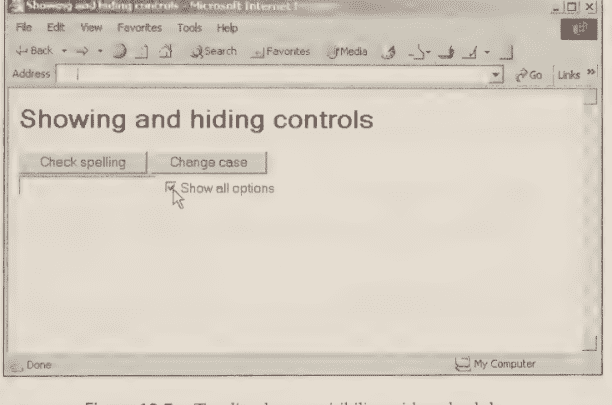 Showing and hiding controls - Microsoft Internet
File Edit View Favorites Tools Help
Back Search Favorites Media
Address Go Links »
Showing and hiding controls
Check spelling Change case
Show all options
Done My Computer